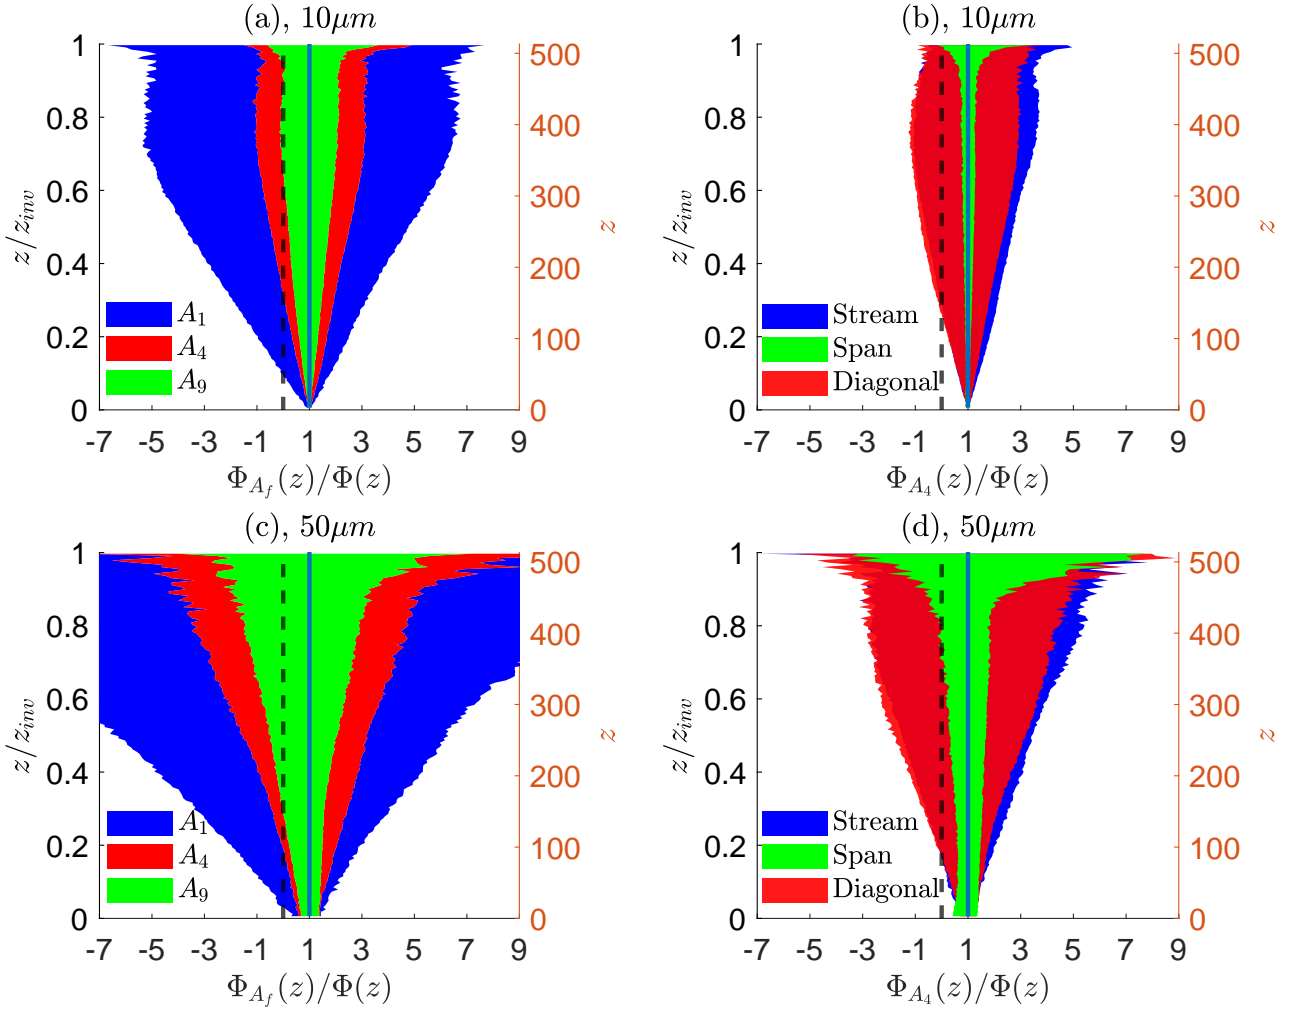 (a), 10μm
1
0.8
0.6
0.4
0.2
0
z/z_inv
500
400
300
200
100
0
z
A_1
A_4
A_9
-7 -5 -3 -1 1 3 5 7 9
Φ_{A_f}(z)/Φ(z)
(b), 10μm
1
0.8
0.6
0.4
0.2
0
z/z_inv
500
400
300
200
100
0
z
Stream
Span
Diagonal
-7 -5 -3 -1 1 3 5 7 9
Φ_{A_4}(z)/Φ(z)
(c), 50μm
1
0.8
0.6
0.4
0.2
0
z/z_inv
500
400
300
200
100
0
z
A_1
A_4
A_9
-7 -5 -3 -1 1 3 5 7 9
Φ_{A_f}(z)/Φ(z)
(d), 50μm
1
0.8
0.6
0.4
0.2
0
z/z_inv
500
400
300
200
100
0
z
Stream
Span
Diagonal
-7 -5 -3 -1 1 3 5 7 9
Φ_{A_4}(z)/Φ(z)